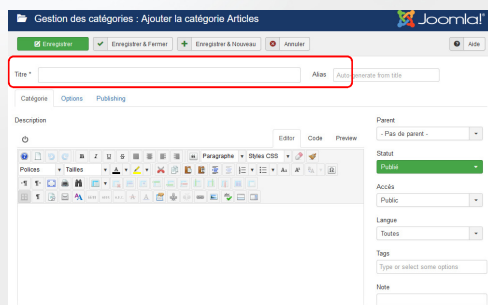 Gestion des catégories : Ajouter la catégorie Articles
Joomla!
Enregistrer
Enregistrer & Fermer
Enregistrer & Nouveau
Annuler
Aide
Titre *
Alias
Auto-generate from title
Catégorie
Options
Publishing
Description
Parent
- Pas de parent -
Editor
Code
Preview
Statut
Publié
Paragraphe
Styles CSS
Polices
Tailles
Accès
Public
Langue
Toutes
Tags
Type or select some options
Note